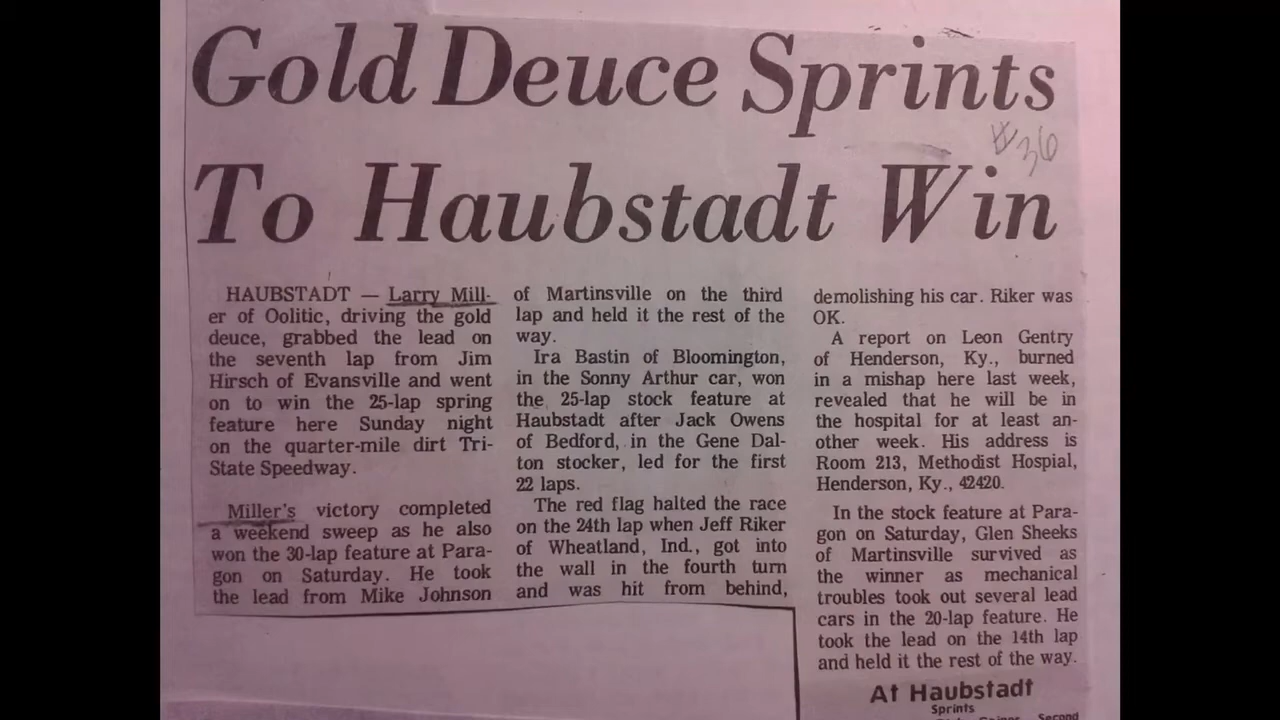 Gold Deuce Sprints
#36
To Haubstadt Win
HAUBSTADT — Larry Mill-
er of Oolitic, driving the gold
deuce, grabbed the lead on
the seventh lap from Jim
Hirsch of Evansville and went
on to win the 25-lap spring
feature here Sunday night
on the quarter-mile dirt Tri-
State Speedway.
Miller's victory completed
a weekend sweep as he also
won the 30-lap feature at Para-
gon on Saturday. He took
the lead from Mike Johnson
of Martinsville on the third
lap and held it the rest of the
way.
Ira Bastin of Bloomington,
in the Sonny Arthur car, won
the 25-lap stock feature at
Haubstadt after Jack Owens
of Bedford, in the Gene Dal-
ton stocker, led for the first
22 laps.
The red flag halted the race
on the 24th lap when Jeff Riker
of Wheatland, Ind., got into
the wall in the fourth turn
and was hit from behind,
demolishing his car. Riker was
OK.
A report on Leon Gentry
of Henderson, Ky., burned
in a mishap here last week,
revealed that he will be in
the hospital for at least an-
other week. His address is
Room 213, Methodist Hospial,
Henderson, Ky., 42420.
In the stock feature at Para-
gon on Saturday, Glen Sheeks
of Martinsville survived as
the winner as mechanical
troubles took out several lead
cars in the 20-lap feature. He
took the lead on the 14th lap
and held it the rest of the way.
At Haubstadt
Sprints
Second